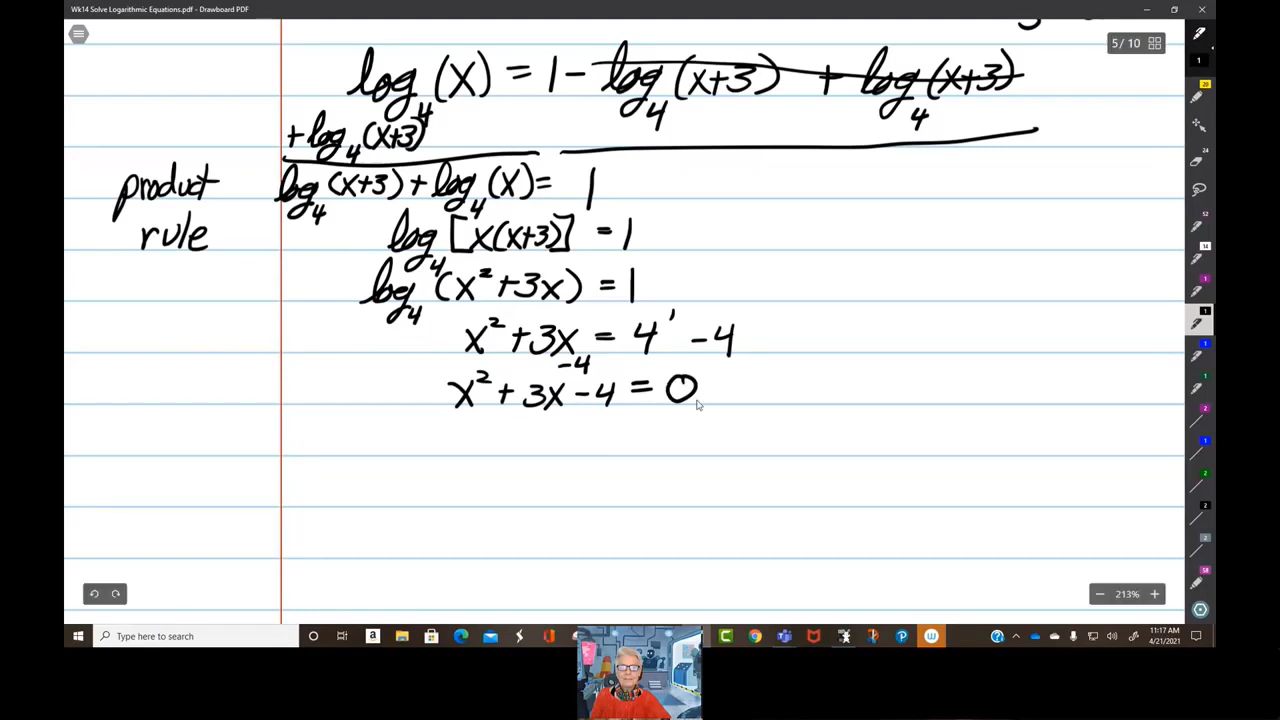 Wk14 Solve Logarithmic Equations.pdf - Drawboard PDF
5 / 10
log₄(x) = 1 - log₄(x+3) + log₄(x+3)
+ log₄(x+3)
product log₄(x+3) + log₄(x) = 1
rule log₄[x(x+3)] = 1
log₄(x² + 3x) = 1
x² + 3x = 4¹ - 4
-4
x² + 3x - 4 = 0
213%
Type here to search
11:17 AM
4/21/2021